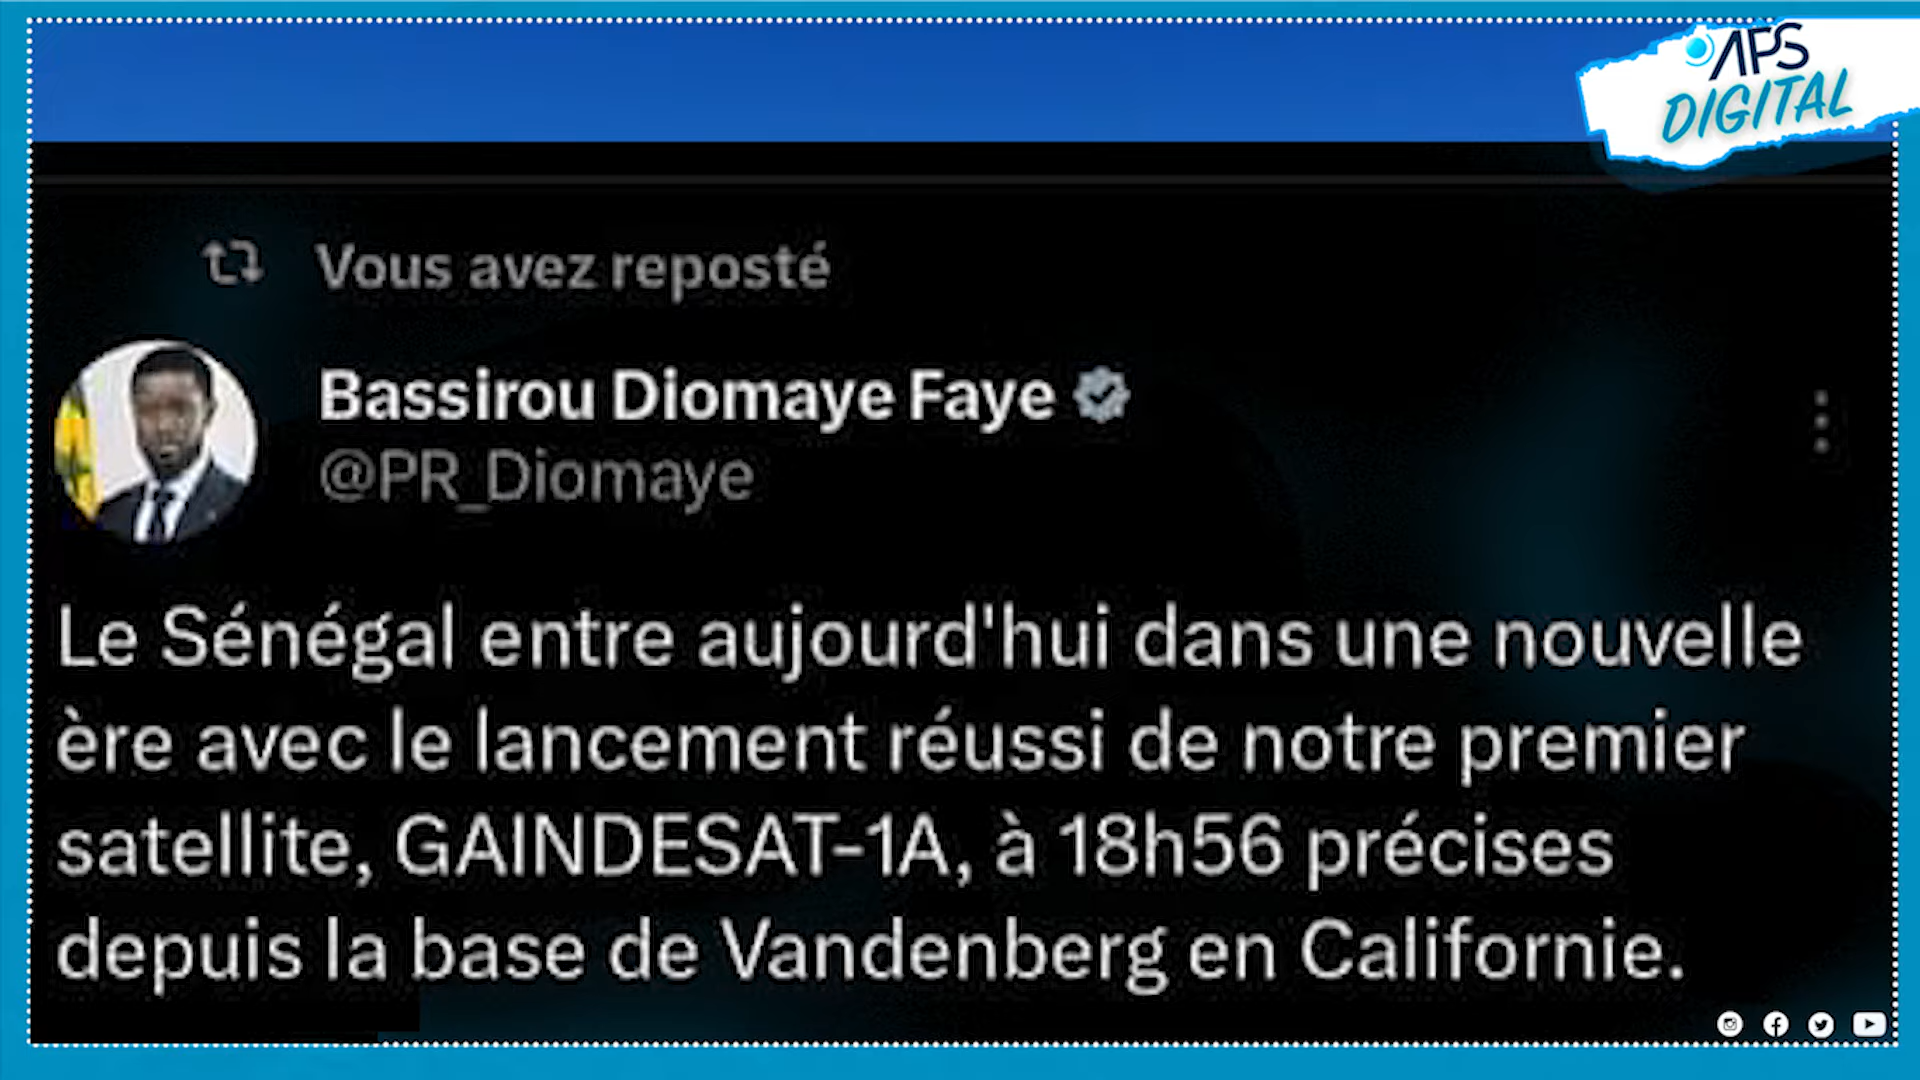 APS
DIGITAL
Vous avez reposté
Bassirou Diomaye Faye
@PR_Diomaye
Le Sénégal entre aujourd'hui dans une nouvelle
ère avec le lancement réussi de notre premier
satellite, GAINDESAT-1A, à 18h56 précises
depuis la base de Vandenberg en Californie.